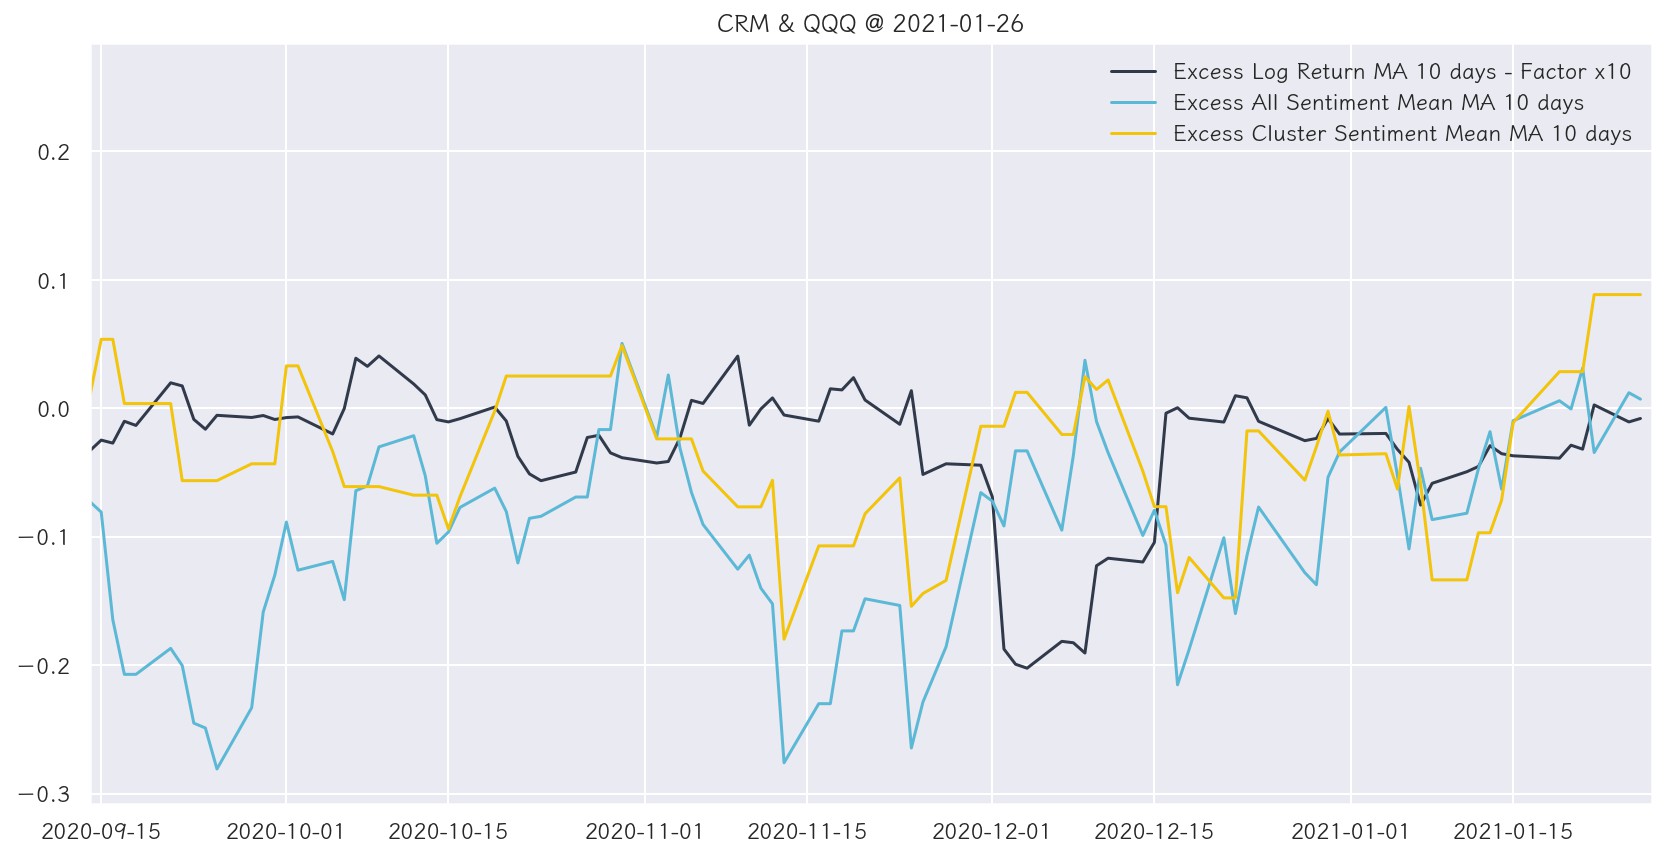 CRM & QQQ @ 2021-01-26
Excess Log Return MA 10 days - Factor x10
Excess All Sentiment Mean MA 10 days
Excess Cluster Sentiment Mean MA 10 days
0.2
0.1
0.0
−0.1
−0.2
−0.3
2020-09-15 2020-10-01 2020-10-15 2020-11-01 2020-11-15 2020-12-01 2020-12-15 2021-01-01 2021-01-15